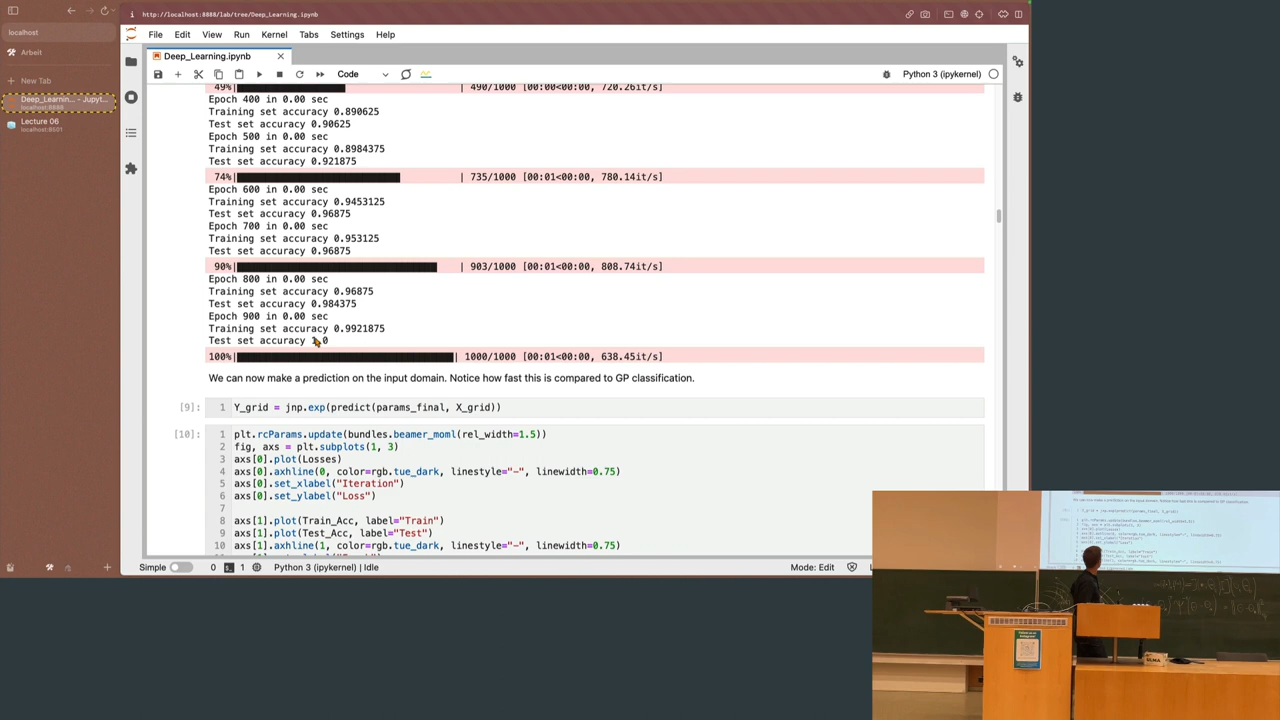 http://localhost:8888/lab/tree/Deep_Learning.ipynb
localhost
Arbeit
New Tab
Deep_Learnin... - Jupyt...
localhost:8888
Lecture 06
localhost:8501
File Edit View Run Kernel Tabs Settings Help
Deep_Learning.ipynb
Code
Python 3 (ipykernel)
49%| | 490/1000 [00:00<00:00, 720.26it/s]
Epoch 400 in 0.00 sec
Training set accuracy 0.890625
Test set accuracy 0.90625
Epoch 500 in 0.00 sec
Training set accuracy 0.8984375
Test set accuracy 0.921875
74%| | 735/1000 [00:01<00:00, 780.14it/s]
Epoch 600 in 0.00 sec
Training set accuracy 0.9453125
Test set accuracy 0.96875
Epoch 700 in 0.00 sec
Training set accuracy 0.953125
Test set accuracy 0.96875
90%| | 903/1000 [00:01<00:00, 808.74it/s]
Epoch 800 in 0.00 sec
Training set accuracy 0.96875
Test set accuracy 0.984375
Epoch 900 in 0.00 sec
Training set accuracy 0.9921875
Test set accuracy 1.0
100%| | 1000/1000 [00:01<00:00, 638.45it/s]
We can now make a prediction on the input domain. Notice how fast this is compared to GP classification.
[9]: 1 Y_grid = jnp.exp(predict(params_final, X_grid))
[10]: 1 plt.rcParams.update(bundles.beamer_moml(rel_width=1.5))
2 fig, axs = plt.subplots(1, 3)
3 axs[0].plot(Losses)
4 axs[0].axhline(0, color=rgb.tue_dark, linestyle="-", linewidth=0.75)
5 axs[0].set_xlabel("Iteration")
6 axs[0].set_ylabel("Loss")
7
8 axs[1].plot(Train_Acc, label="Train")
9 axs[1].plot(Test_Acc, label="Test")
10 axs[1].axhline(1, color=rgb.tue_dark, linestyle="-", linewidth=0.75)
Simple 0 1 Python 3 (ipykernel) | Idle Mode: Edit